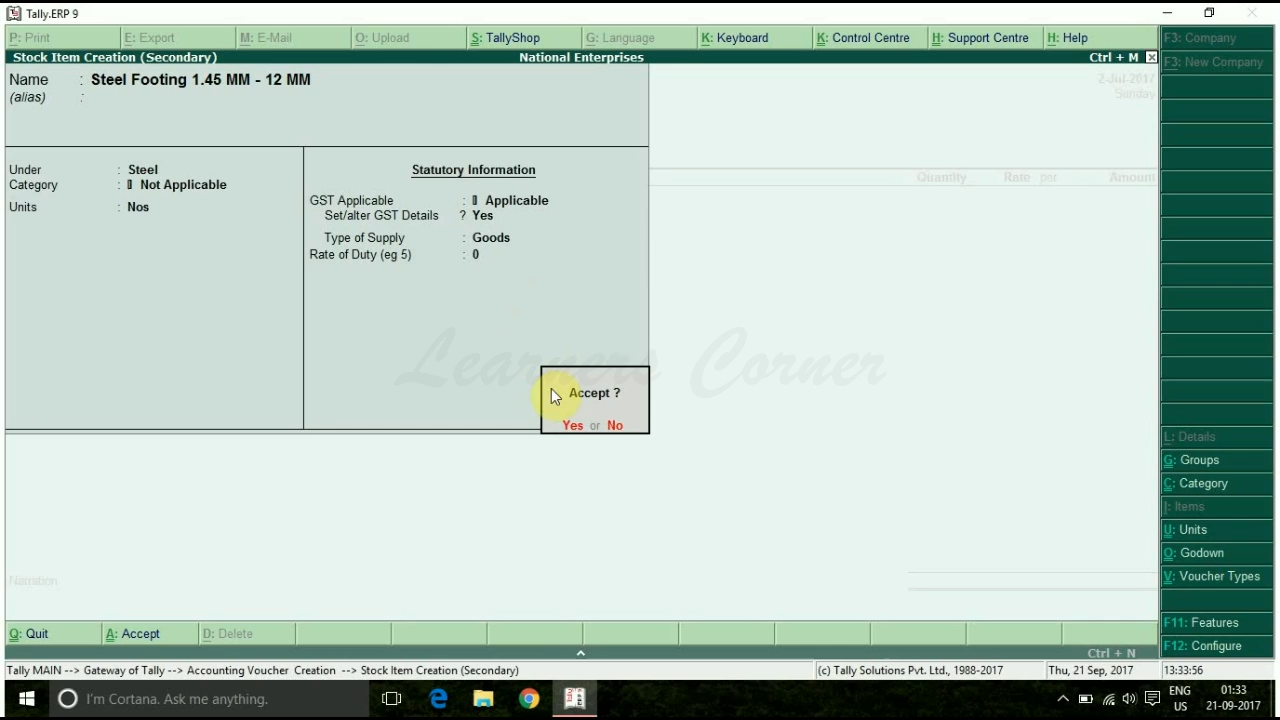 Tally.ERP 9
P: Print
E: Export
M: E-Mail
O: Upload
S: TallyShop
G: Language
K: Keyboard
K: Control Centre
H: Support Centre
H: Help
F3: Company
Stock Item Creation (Secondary)
National Enterprises
Ctrl + M
F3: New Company
Name : Steel Footing 1.45 MM - 12 MM
(alias) :
2-Jul-2017
Sunday
Under : Steel
Category : Not Applicable
Units : Nos
Statutory Information
GST Applicable : Applicable
Set/alter GST Details ? Yes
Type of Supply : Goods
Rate of Duty (eg 5) : 0
Quantity Rate per Amount
Learners Corner
Accept ?
Yes or No
L: Details
G: Groups
C: Category
I: Items
U: Units
O: Godown
V: Voucher Types
F11: Features
F12: Configure
Narration
Q: Quit
A: Accept
D: Delete
Ctrl + N
Tally MAIN --> Gateway of Tally --> Accounting Voucher Creation --> Stock Item Creation (Secondary)
(c) Tally Solutions Pvt. Ltd., 1988-2017
Thu, 21 Sep, 2017
13:33:56
I'm Cortana. Ask me anything.
ENG
US
01:33
21-09-2017